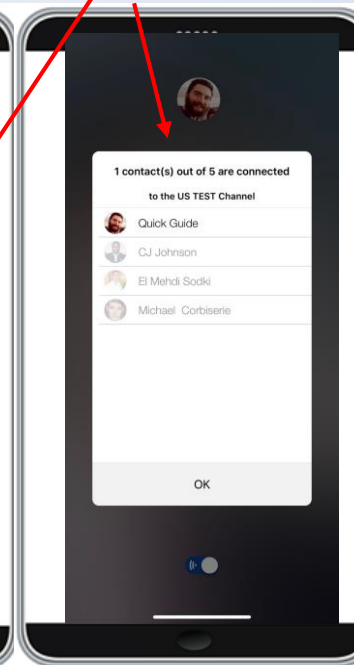 1 contact(s) out of 5 are connected
to the US TEST Channel
Quick Guide
CJ Johnson
El Mehdi Sodki
Michael Corbiserie
OK